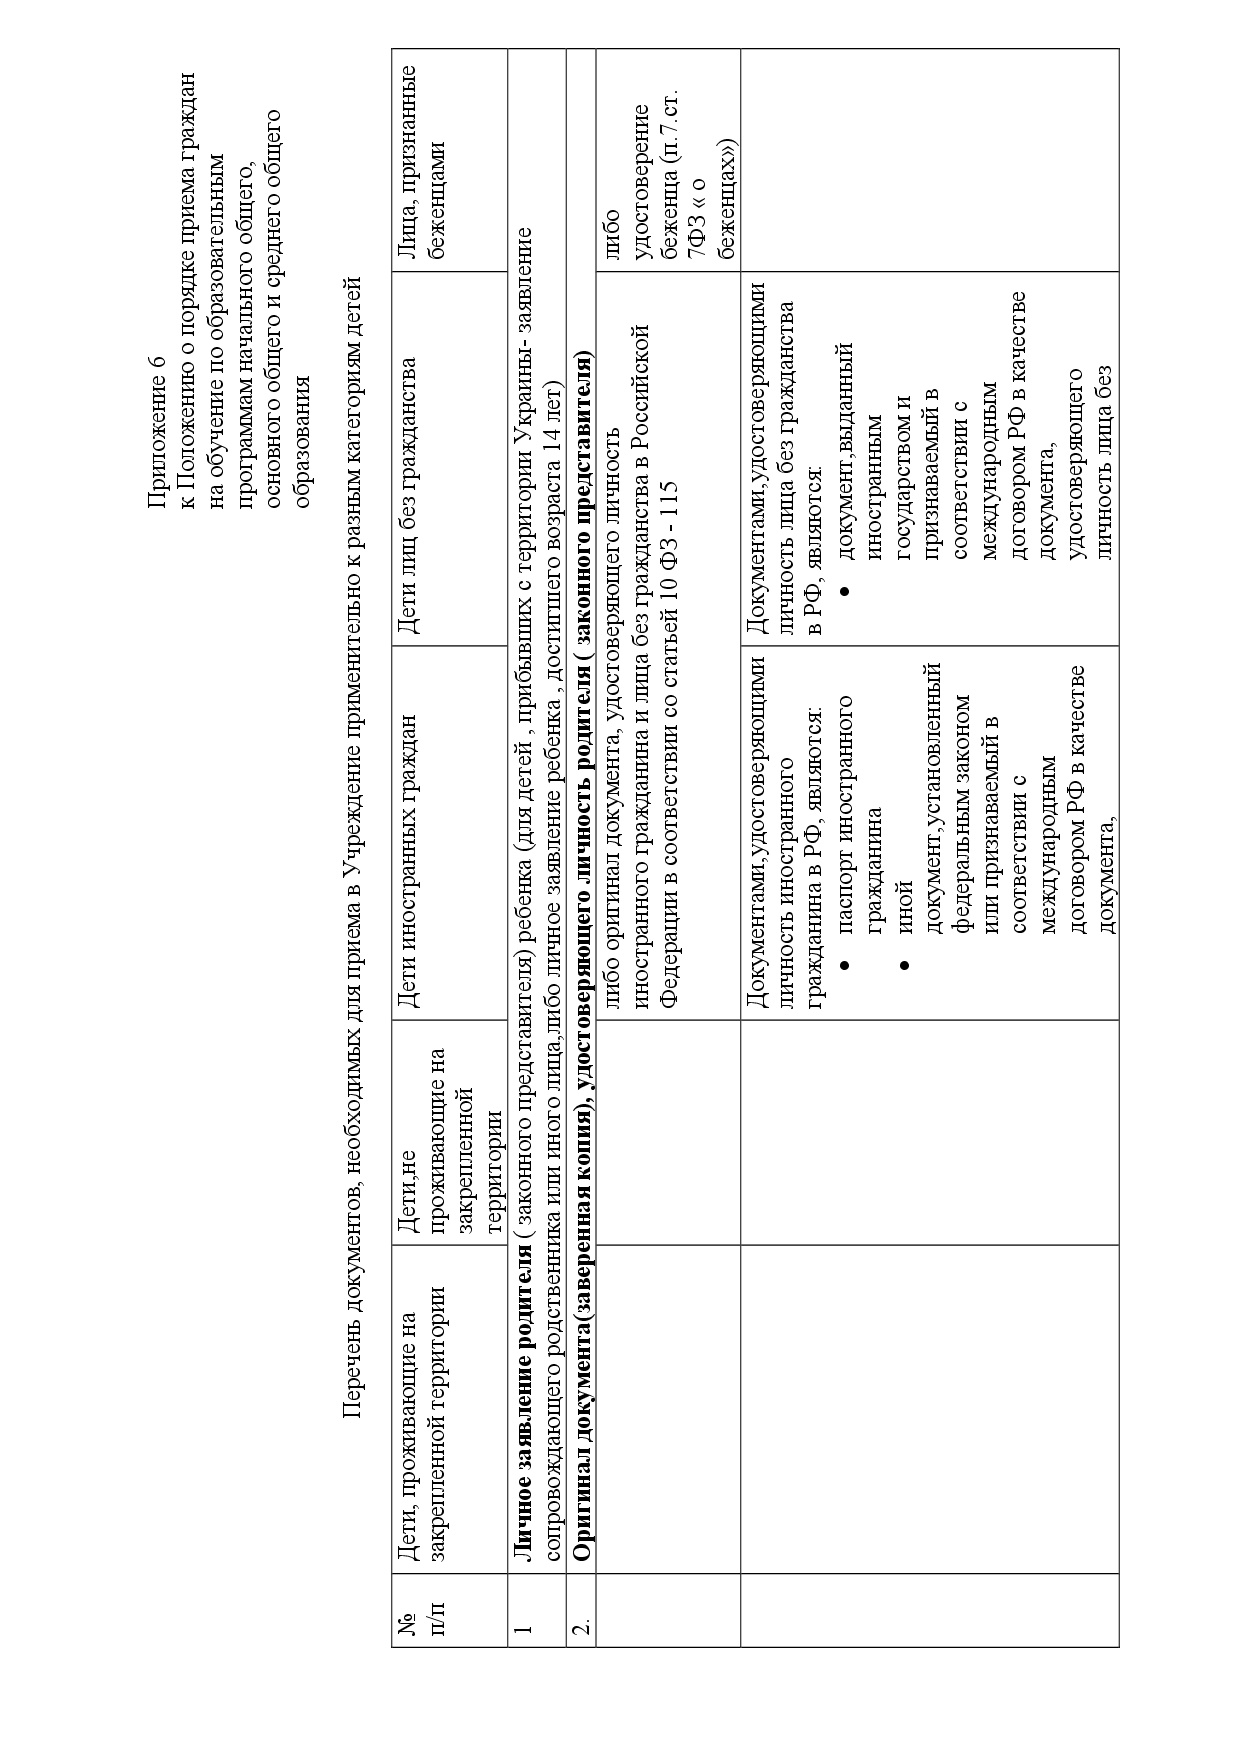 Приложение 6
к Положению о порядке приема граждан
на обучение по образовательным
программам начального общего,
основного общего и среднего общего
образования
Перечень документов, необходимых для приема в Учреждение применительно к разным категориям детей
№
п/п
Дети, проживающие на
закрепленной территории
Дети,не
проживающие на
закрепленной
территории
Дети иностранных граждан
Дети лиц без гражданства
Лица, признанные
беженцами
1
Личное заявление родителя ( законного представителя) ребенка (для детей , прибывших с территории Украины- заявление
сопровождающего родственника или иного лица,либо личное заявление ребенка , достигшего возраста 14 лет)
2.
Оригинал документа(заверенная копия), удостоверяющего личность родителя ( законного представителя)
либо оригинал документа, удостоверяющего личность
иностранного гражданина и лица без гражданства в Российской
Федерации в соответствии со статьей 10 ФЗ - 115
либо
удостоверение
беженца (п.7.ст.
7ФЗ « о
беженцах»)
Документами,удостоверяющими
личность иностранного
гражданина в РФ, являются:
• паспорт иностранного
гражданина
• иной
документ,установленный
федеральным законом
или признаваемый в
соответствии с
международным
договором РФ в качестве
документа,
Документами,удостоверяющими
личность лица без гражданства
в РФ, являются:
• документ,выданный
иностранным
государством и
признаваемый в
соответствии с
международным
договором РФ в качестве
документа,
удостоверяющего
личность лица без